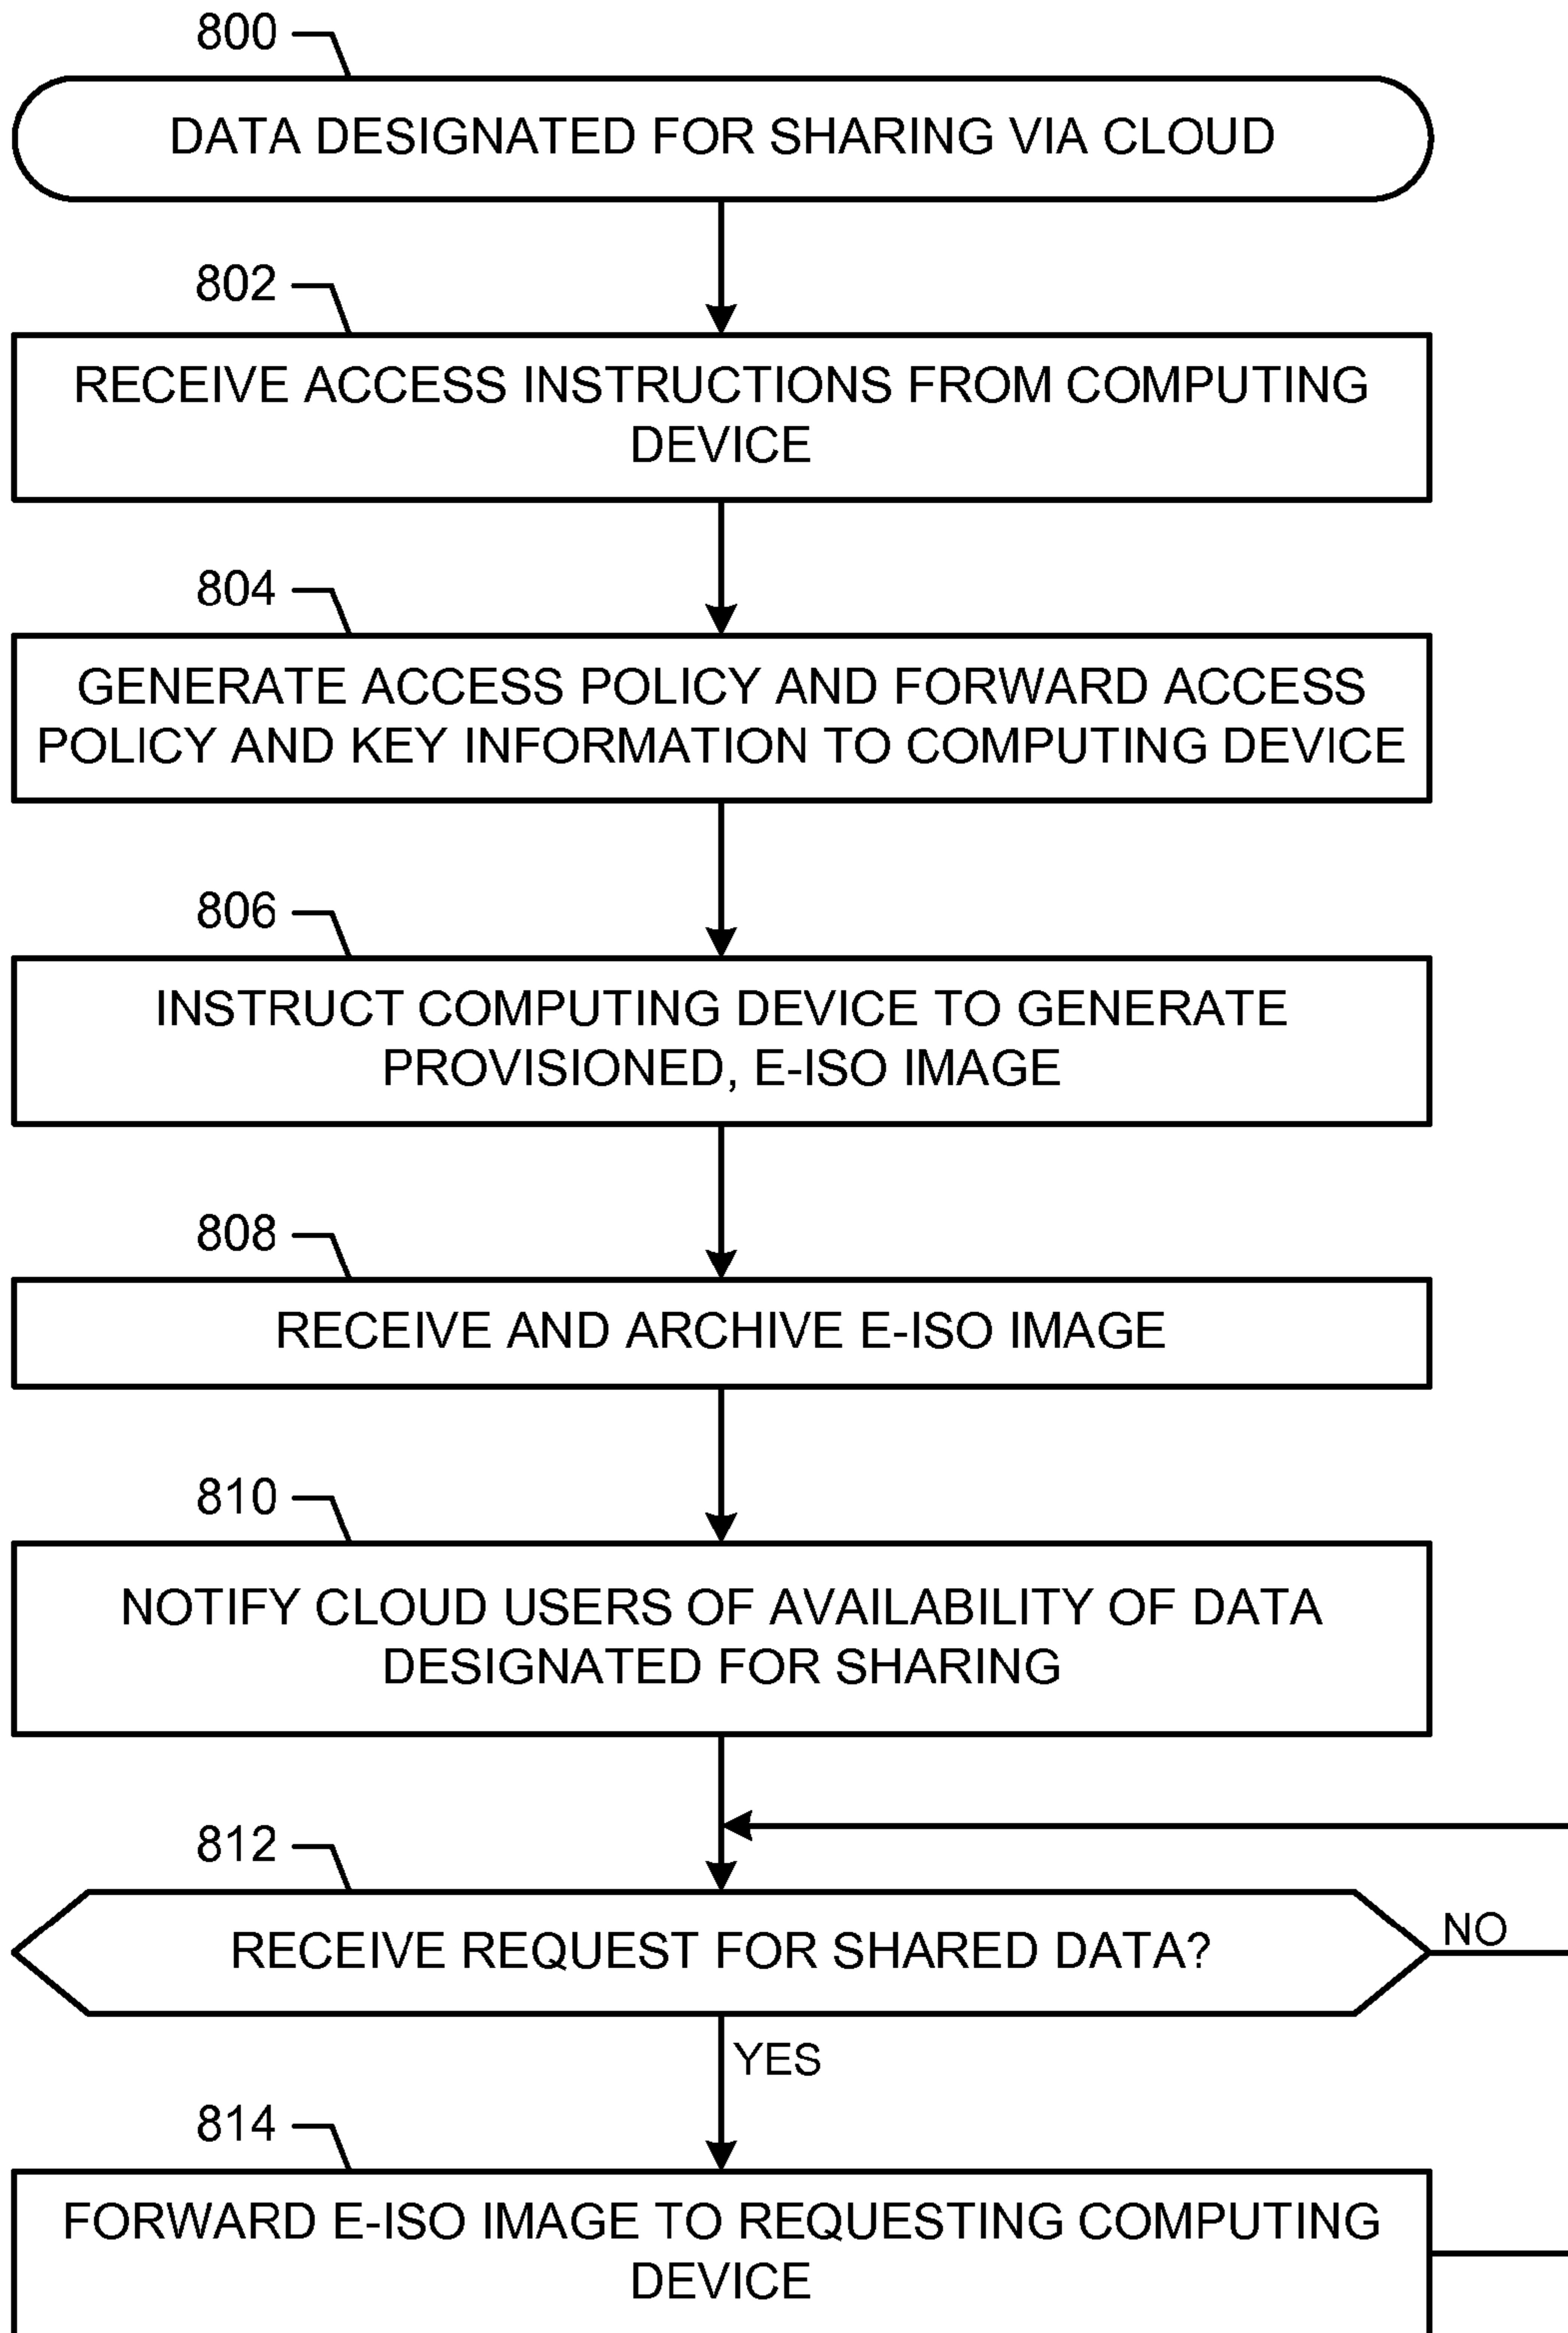 800
DATA DESIGNATED FOR SHARING VIA CLOUD
802
RECEIVE ACCESS INSTRUCTIONS FROM COMPUTING
DEVICE
804
GENERATE ACCESS POLICY AND FORWARD ACCESS
POLICY AND KEY INFORMATION TO COMPUTING DEVICE
806
INSTRUCT COMPUTING DEVICE TO GENERATE
PROVISIONED, E-ISO IMAGE
808
RECEIVE AND ARCHIVE E-ISO IMAGE
810
NOTIFY CLOUD USERS OF AVAILABILITY OF DATA
DESIGNATED FOR SHARING
812
RECEIVE REQUEST FOR SHARED DATA?
NO
YES
814
FORWARD E-ISO IMAGE TO REQUESTING COMPUTING
DEVICE